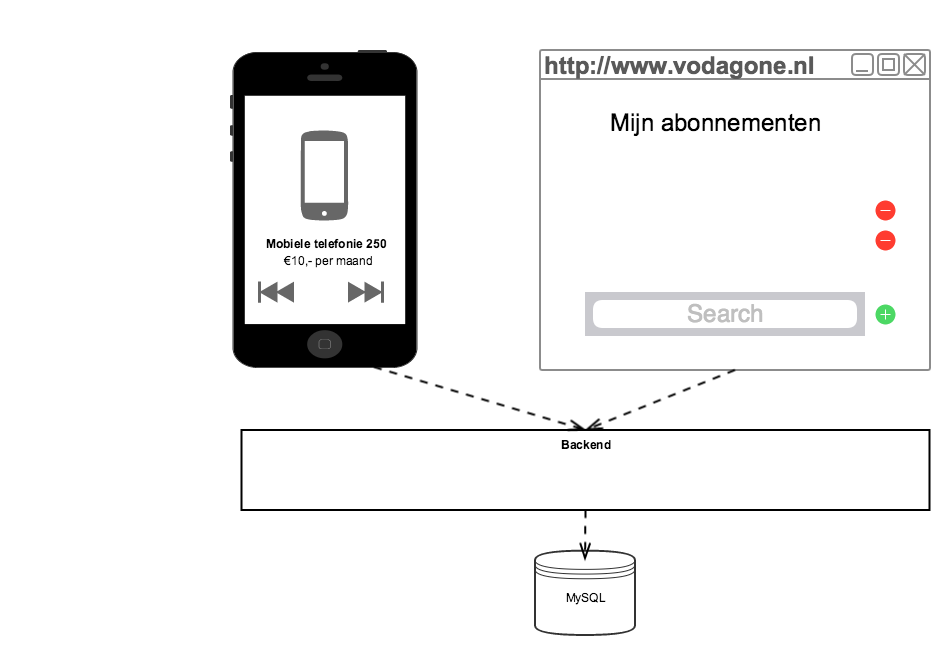 http://www.vodagone.nl
Mijn abonnementen
Mobiele telefonie 250
€10,- per maand
Search
Backend
MySQL